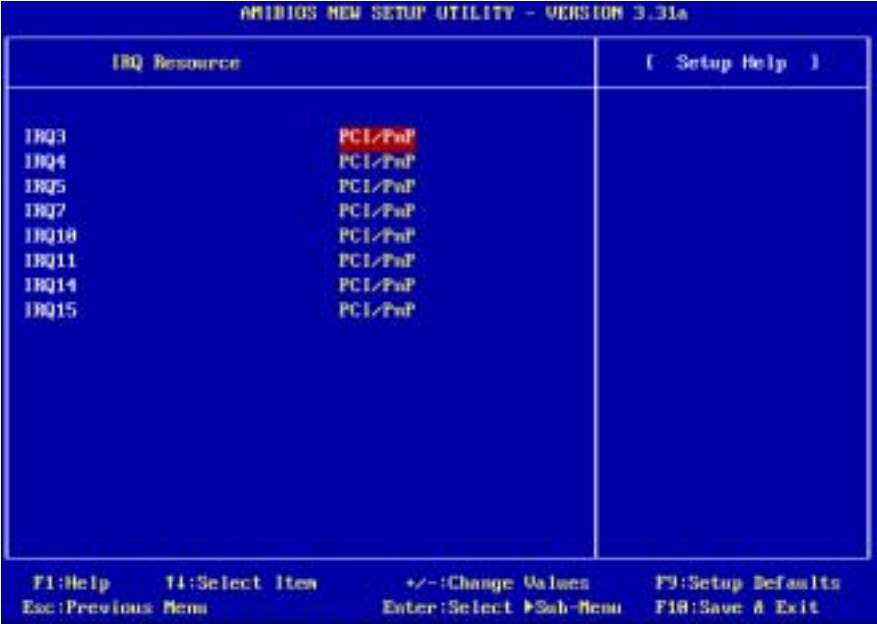 AMIBIOS NEW SETUP UTILITY - VERSION 3.31a
IRQ Resource
[ Setup Help ]
IRQ3 PCI/PnP
IRQ4 PCI/PnP
IRQ5 PCI/PnP
IRQ7 PCI/PnP
IRQ10 PCI/PnP
IRQ11 PCI/PnP
IRQ14 PCI/PnP
IRQ15 PCI/PnP
F1:Help ↑↓:Select Item +/-:Change Values F9:Setup Defaults
Esc:Previous Menu Enter:Select ▶Sub-Menu F10:Save & Exit